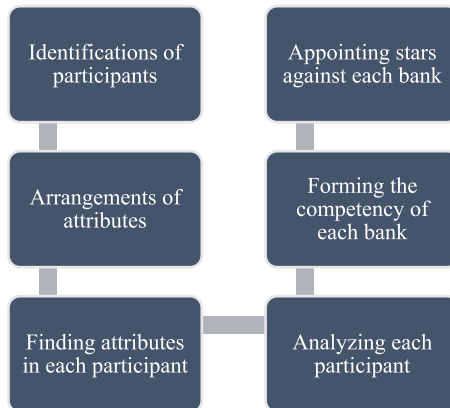 Identifications of
participants
Arrangements of
attributes
Finding attributes
in each participant
Analyzing each
participant
Forming the
competency of
each bank
Appointing stars
against each bank